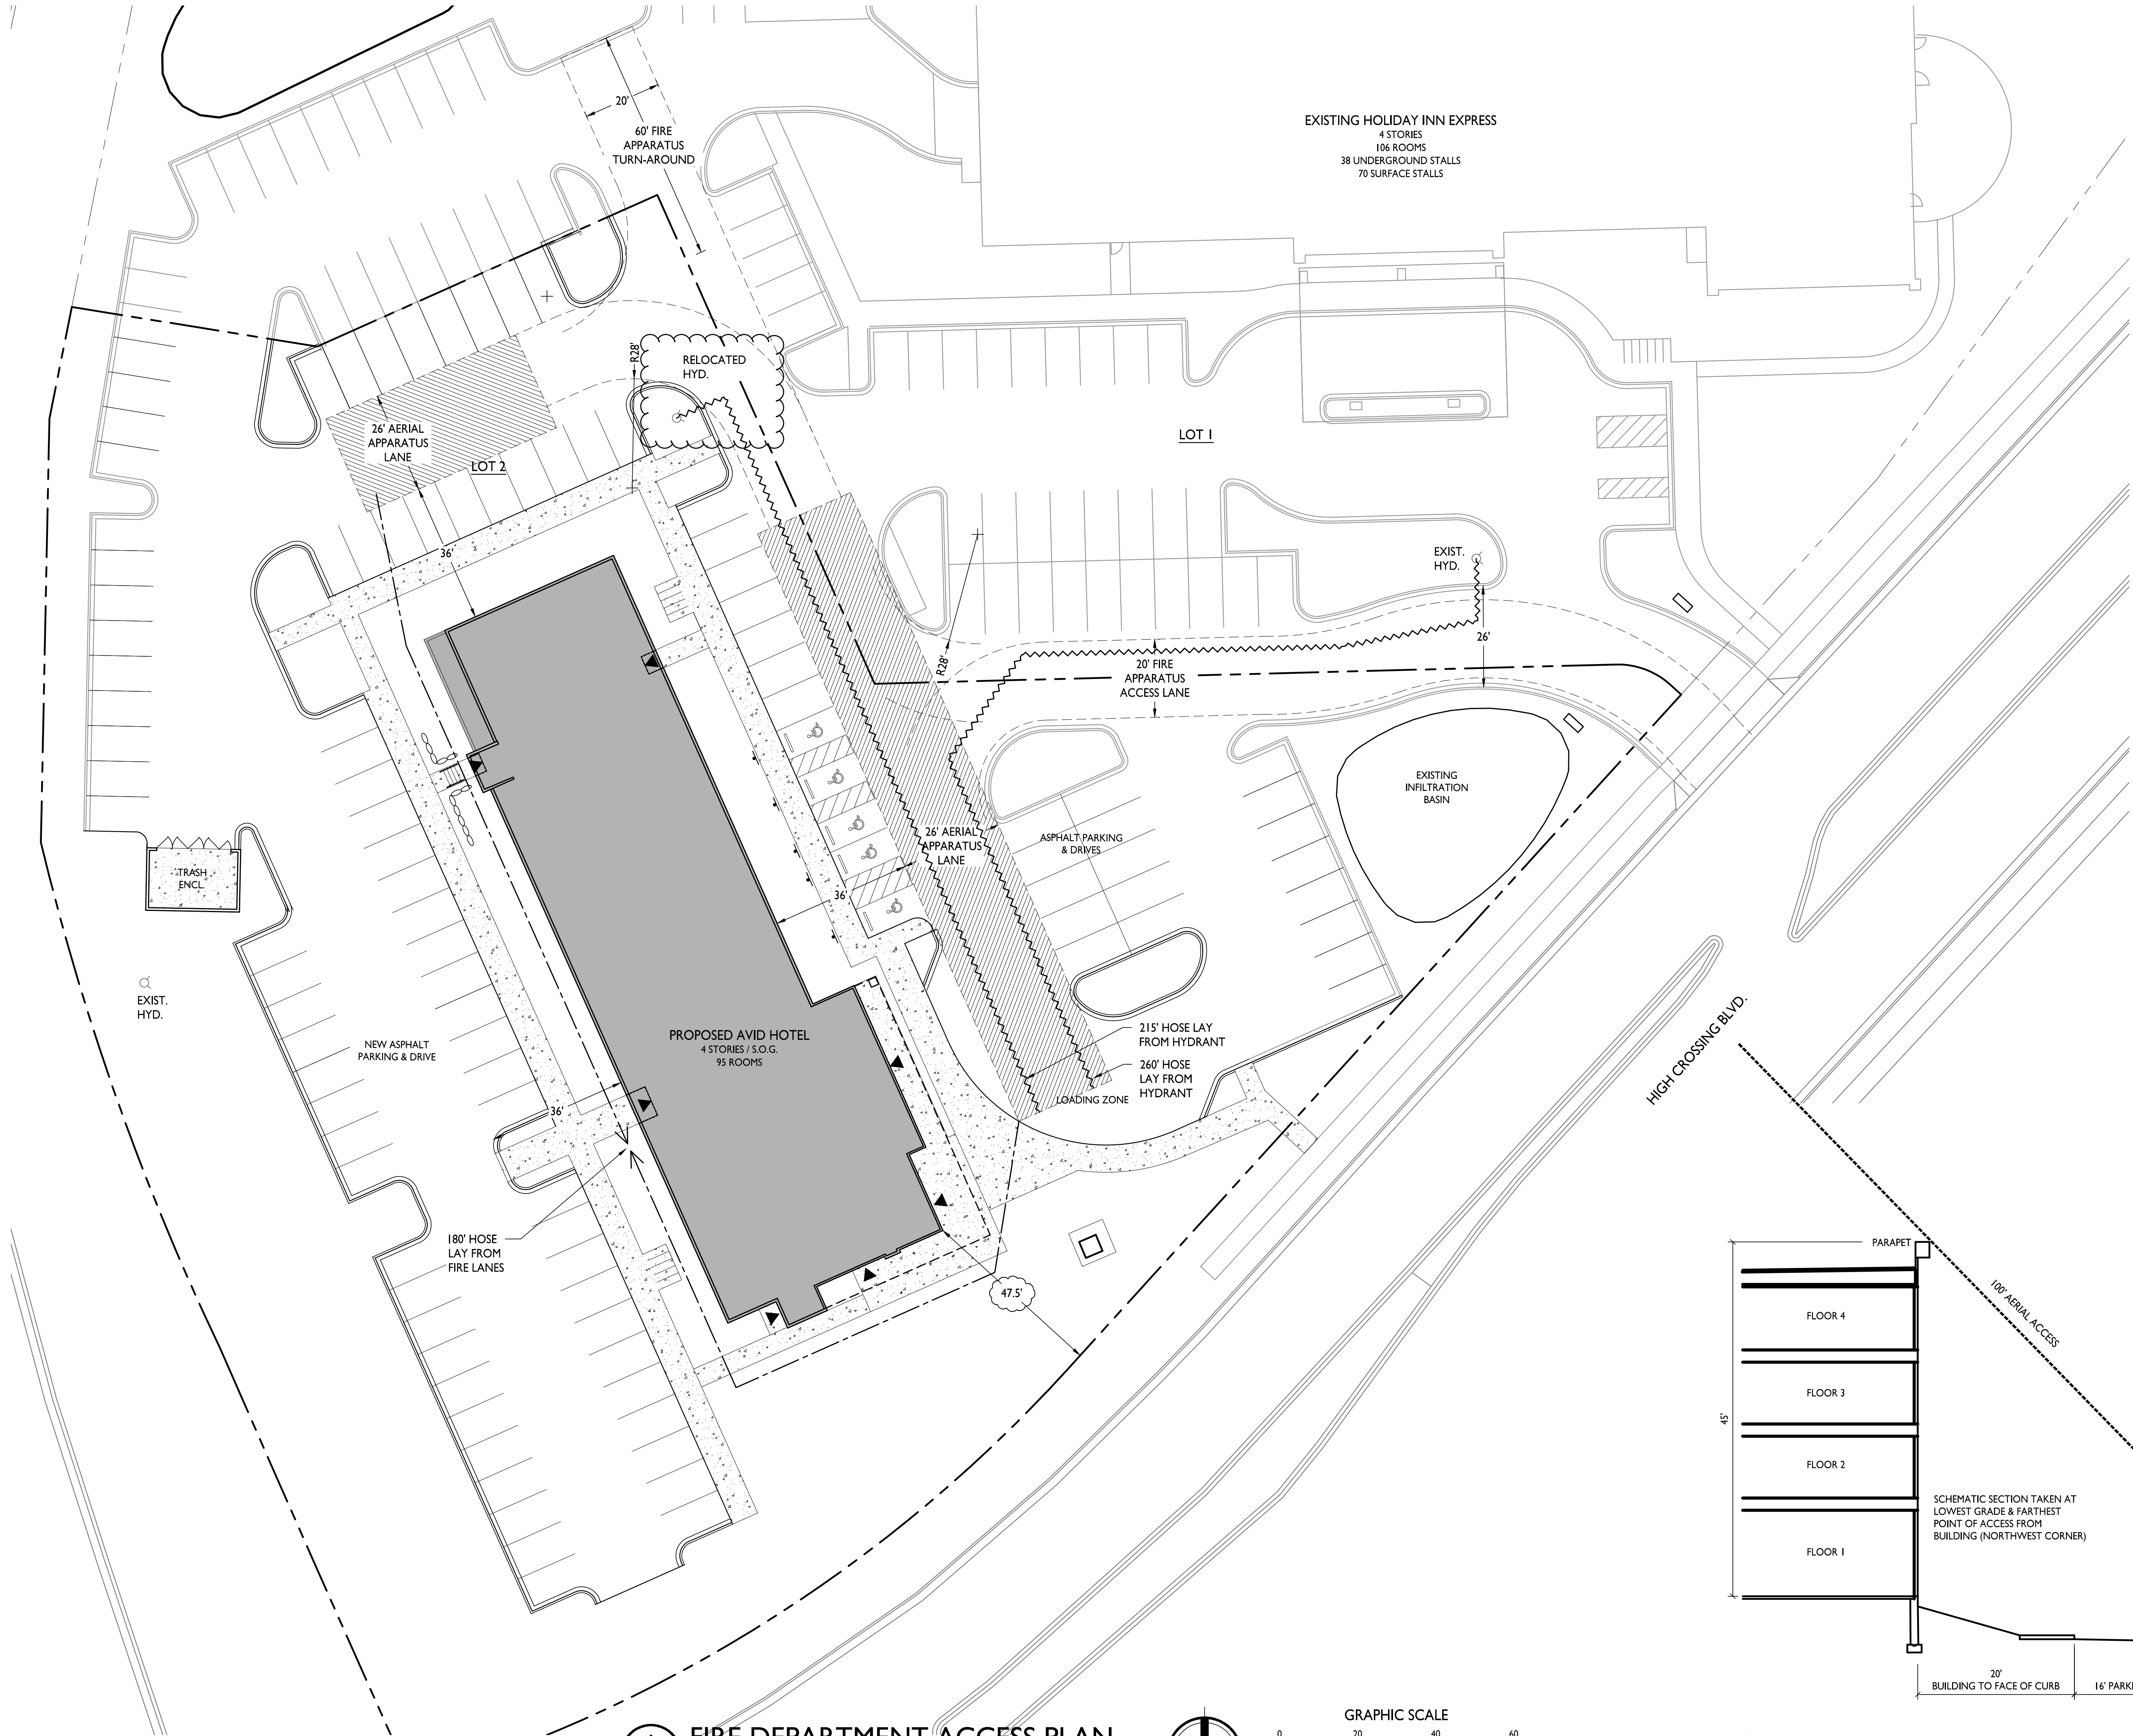 20'
60' FIRE
APPARATUS
TURN-AROUND
EXISTING HOLIDAY INN EXPRESS
4 STORIES
106 ROOMS
38 UNDERGROUND STALLS
70 SURFACE STALLS
R28'
RELOCATED
HYD.
26' AERIAL
APPARATUS
LANE
LOT 2
LOT 1
36'
EXIST.
HYD.
26'
R28'
20' FIRE
APPARATUS
ACCESS LANE
EXISTING
INFILTRATION
BASIN
26' AERIAL
APPARATUS
LANE
ASPHALT PARKING
& DRIVES
TRASH
ENCL.
36'
EXIST.
HYD.
NEW ASPHALT
PARKING & DRIVE
PROPOSED AVID HOTEL
4 STORIES / S.O.G.
95 ROOMS
215' HOSE LAY
FROM HYDRANT
260' HOSE
LAY FROM
HYDRANT
LOADING ZONE
HIGH CROSSING BLVD.
36'
180' HOSE
LAY FROM
FIRE LANES
47.5'
PARAPET
100' AERIAL ACCESS
FLOOR 4
FLOOR 3
45'
FLOOR 2
FLOOR 1
SCHEMATIC SECTION TAKEN AT
LOWEST GRADE & FARTHEST
POINT OF ACCESS FROM
BUILDING (NORTHWEST CORNER)
20'
BUILDING TO FACE OF CURB
16' PARK
FIRE DEPARTMENT ACCESS PLAN
GRAPHIC SCALE
0 20 40 60